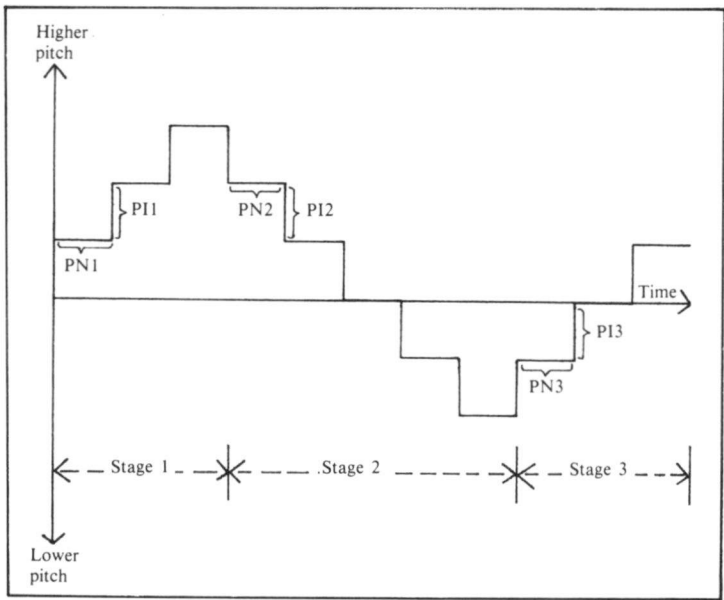 Higher
pitch
PI1
PN2
PI2
PN1
Time
PI3
PN3
Stage 1
Stage 2
Stage 3
Lower
pitch